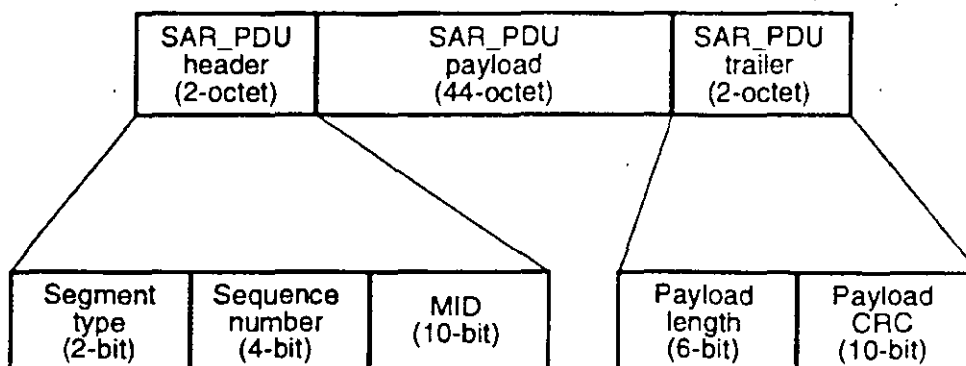 SAR_PDU
header
(2-octet)
SAR_PDU
payload
(44-octet)
SAR_PDU
trailer
(2-octet)
Segment
type
(2-bit)
Sequence
number
(4-bit)
MID
(10-bit)
Payload
length
(6-bit)
Payload
CRC
(10-bit)